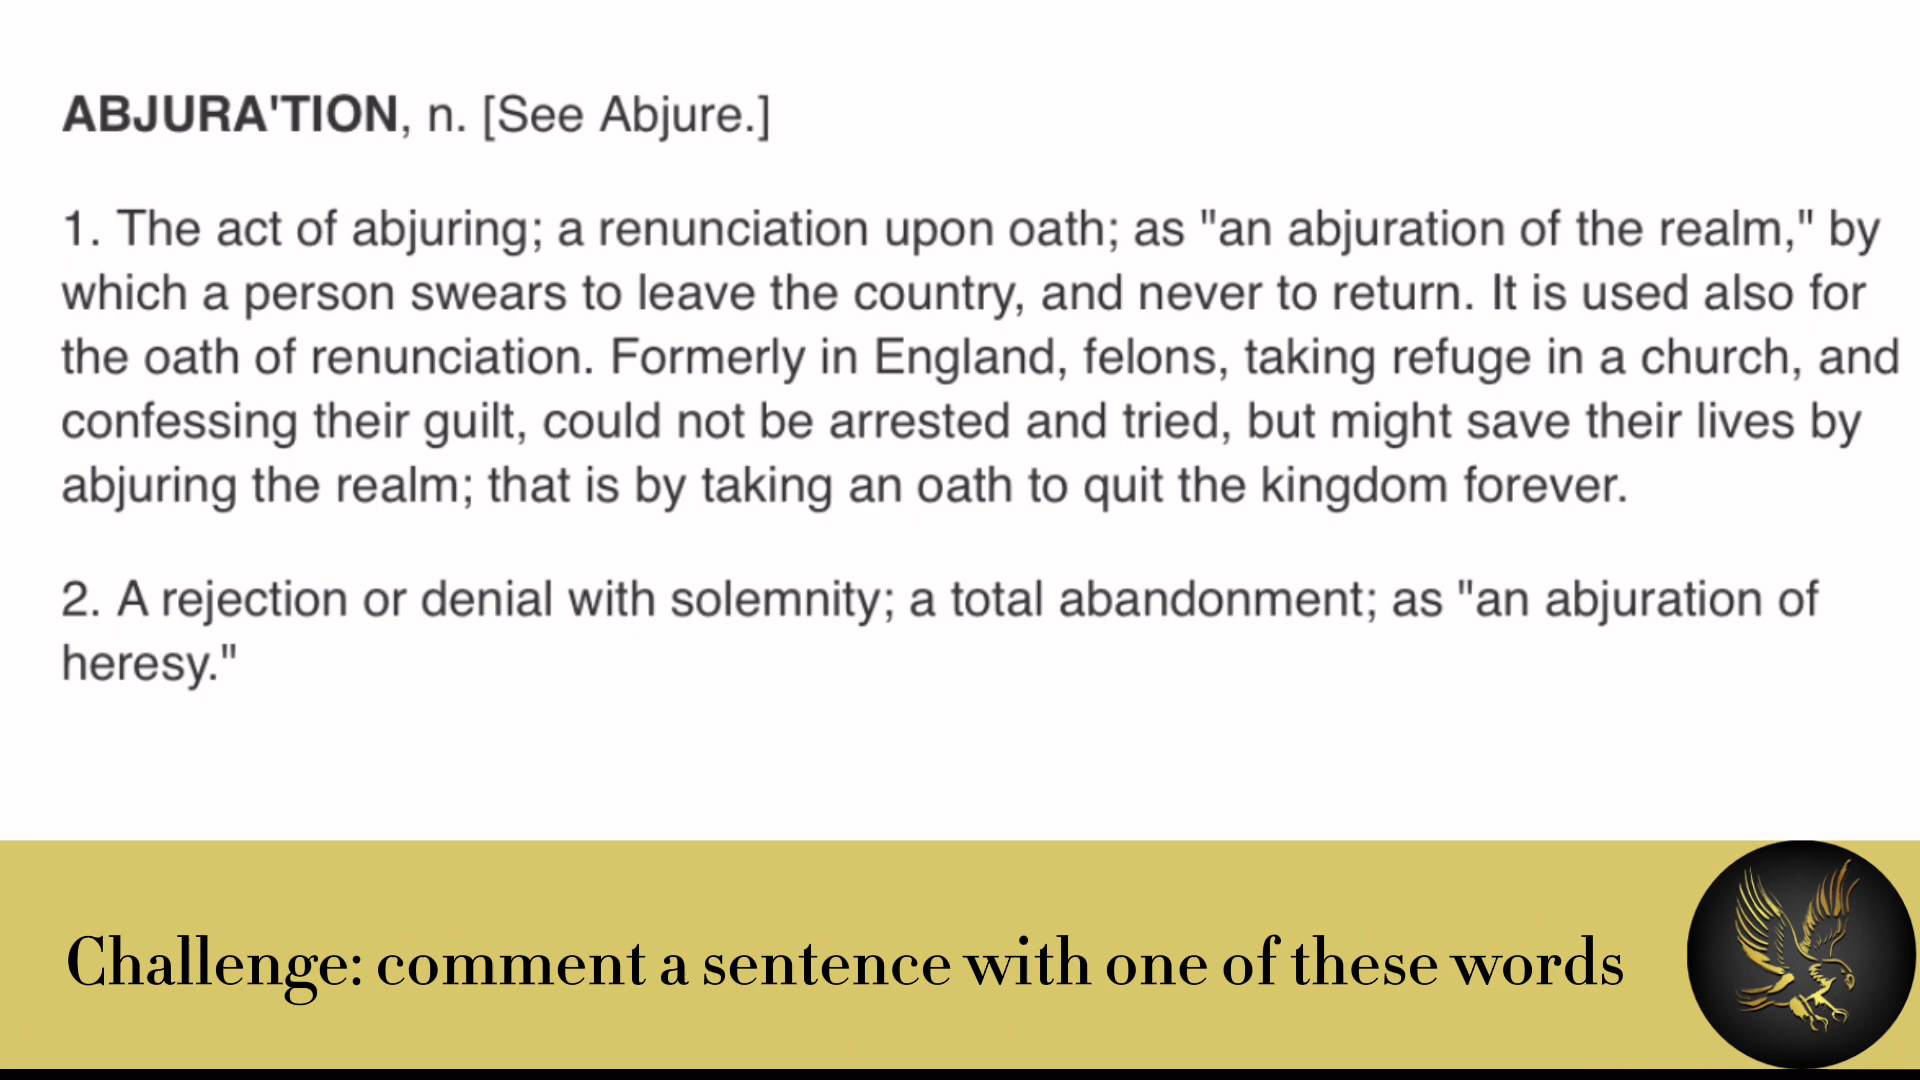 ABJURA'TION, n. [See Abjure.]
1. The act of abjuring; a renunciation upon oath; as "an abjuration of the realm," by
which a person swears to leave the country, and never to return. It is used also for
the oath of renunciation. Formerly in England, felons, taking refuge in a church, and
confessing their guilt, could not be arrested and tried, but might save their lives by
abjuring the realm; that is by taking an oath to quit the kingdom forever.
2. A rejection or denial with solemnity; a total abandonment; as "an abjuration of
heresy."
Challenge: comment a sentence with one of these words